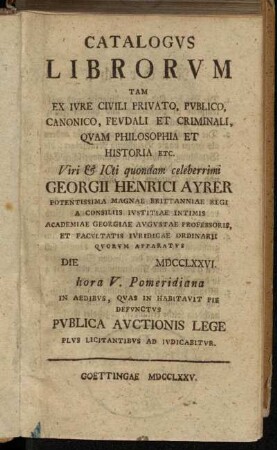 CATALOGVS
LIBRORVM
TAM
EX IVRE CIVILI PRIVATO, PVBLICO,
CANONICO, FEVDALI ET CRIMINALI,
QVAM PHILOSOPHIA ET
HISTORIA ETC.
Viri & ICti quondam celeberrimi
GEORGII HENRICI AYRER
POTENTISSIMA MAGNAE BRITTANNIAE REGI
A CONSILIIS IVSTITIAE INTIMIS
ACADEMIAE GEORGIAE AVGVSTAE PROFESSORIS,
ET FACVLTATIS IVRIDICAE ORDINARII
QVORVM APPARATVS
DIE MDCCLXXVI.
hora V. Pomeridiana
IN AEDIBVS, QVAS IN HABITAVIT PIE
DEFVNCTVS
PVBLICA AVCTIONIS LEGE
PLVS LICITANTIBVS AD IVDICABITVR.
GOETTINGAE MDCCLXXV.